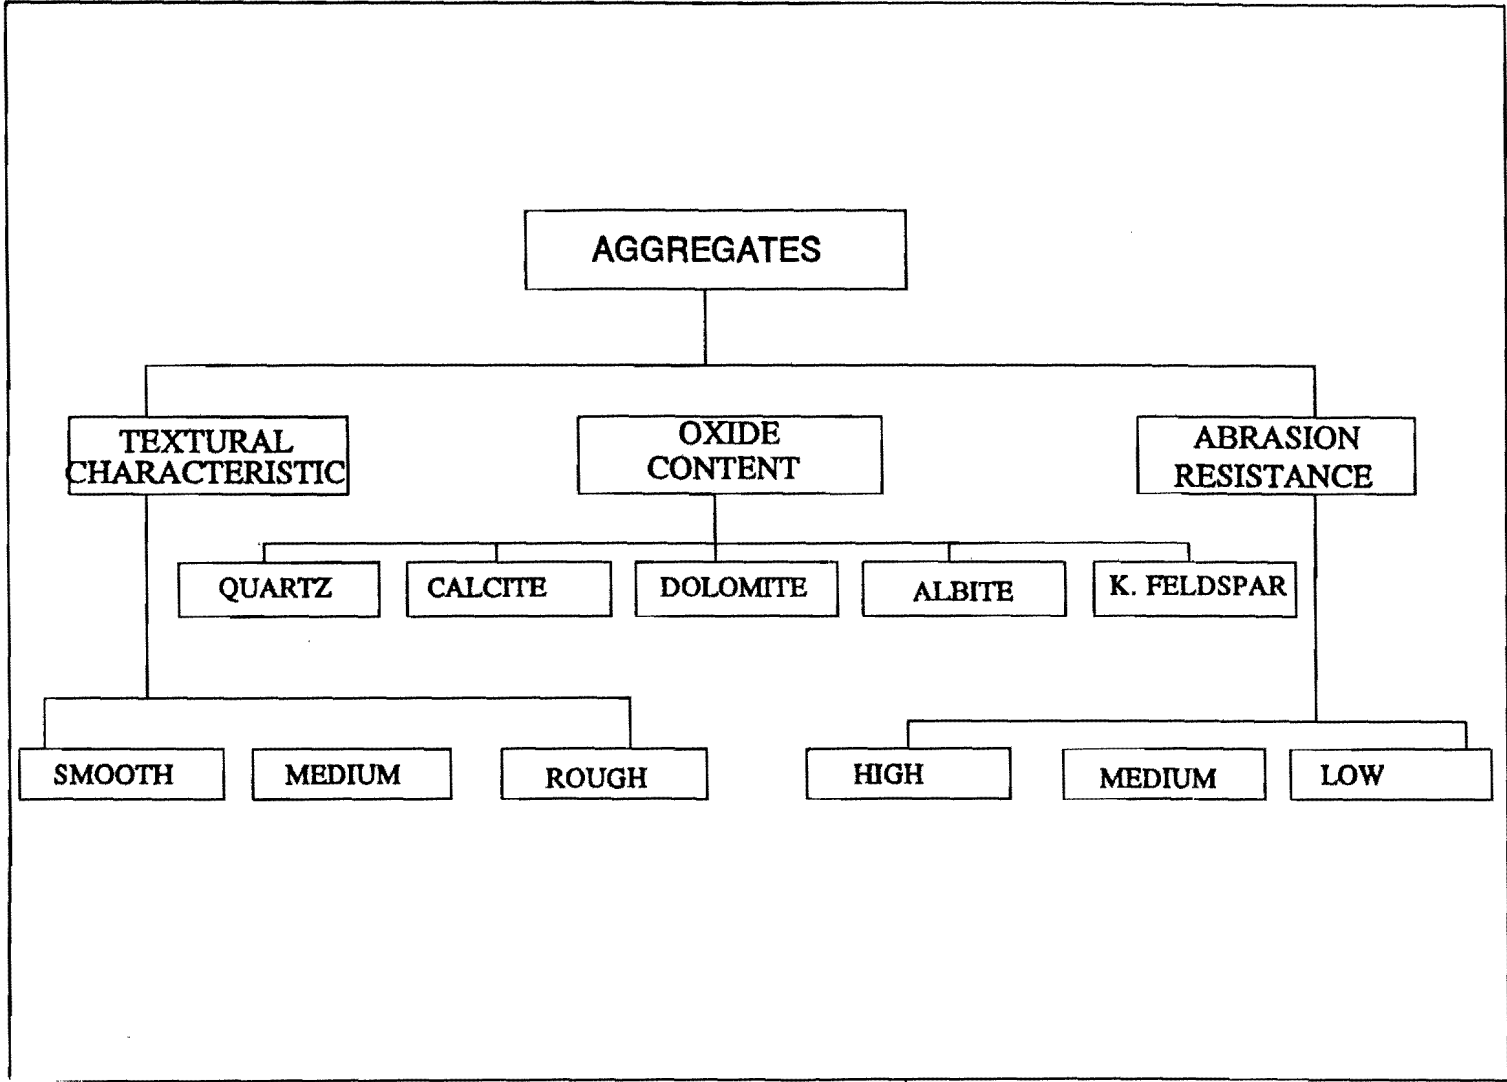 AGGREGATES
TEXTURAL
CHARACTERISTIC
OXIDE
CONTENT
ABRASION
RESISTANCE
QUARTZ
CALCITE
DOLOMITE
ALBITE
K. FELDSPAR
SMOOTH
MEDIUM
ROUGH
HIGH
MEDIUM
LOW